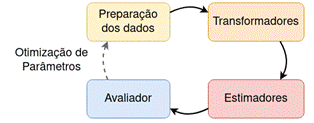 Preparação
dos dados
Transformadores
Otimização de
Parâmetros
Avaliador
Estimadores